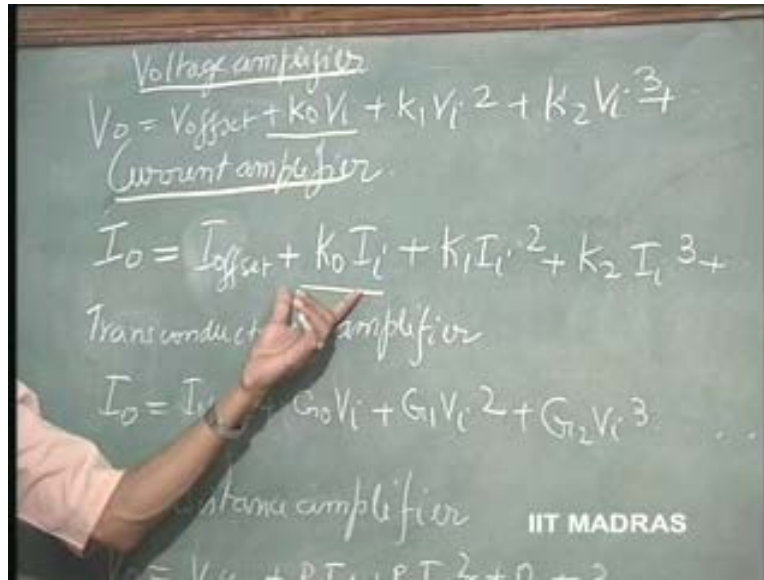 Voltage amplifier
V₀ = Voffset + K₀Vᵢ + K₁Vᵢ² + K₂Vᵢ³ + ...
Current amplifier.
I₀ = Ioffset + K₀Iᵢ + K₁Iᵢ² + K₂Iᵢ³ +
amplifier
I₀ = G₀Vᵢ + G₁Vᵢ² + G₂Vᵢ³ ...
amplifier
IIT MADRAS